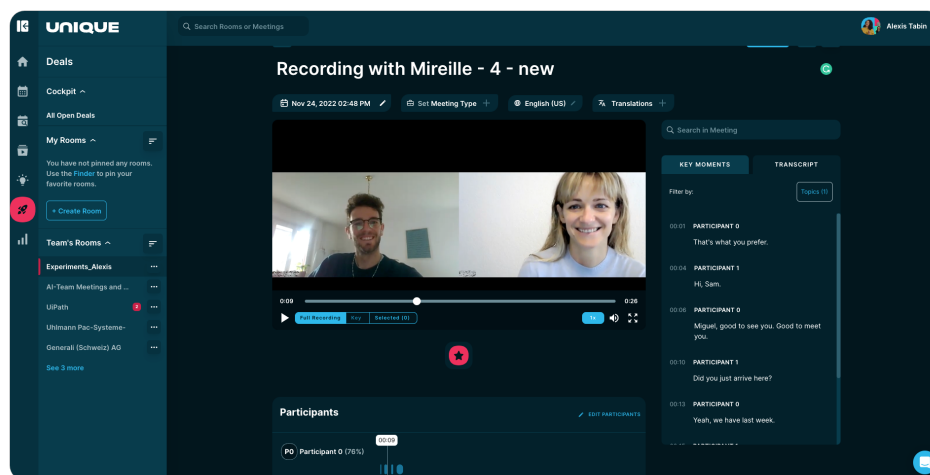 UNIQUE
Search Rooms or Meetings
Alexis Tabin
Deals
Cockpit
All Open Deals
My Rooms
You have not pinned any rooms.
Use the Finder to pin your
favorite rooms.
+ Create Room
Team's Rooms
Experiments_Alexis
AI-Team Meetings and ...
UiPath
Uhlmann Pac-Systeme-
Generali (Schweiz) AG
See 3 more
Recording with Mireille - 4 - new
Nov 24, 2022 02:48 PM
Set Meeting Type +
English (US)
Translations +
0:09
0:26
Full Recording
Key
Selected (0)
1x
Participants
EDIT PARTICIPANTS
00:09
P0 Participant 0 (76%)
Search in Meeting
KEY MOMENTS
TRANSCRIPT
Filter by:
Topics (1)
00:01 PARTICIPANT 0
That's what you prefer.
00:04 PARTICIPANT 1
Hi, Sam.
00:06 PARTICIPANT 0
Miguel, good to see you. Good to meet
you.
00:10 PARTICIPANT 1
Did you just arrive here?
00:13 PARTICIPANT 0
Yeah, we have last week.